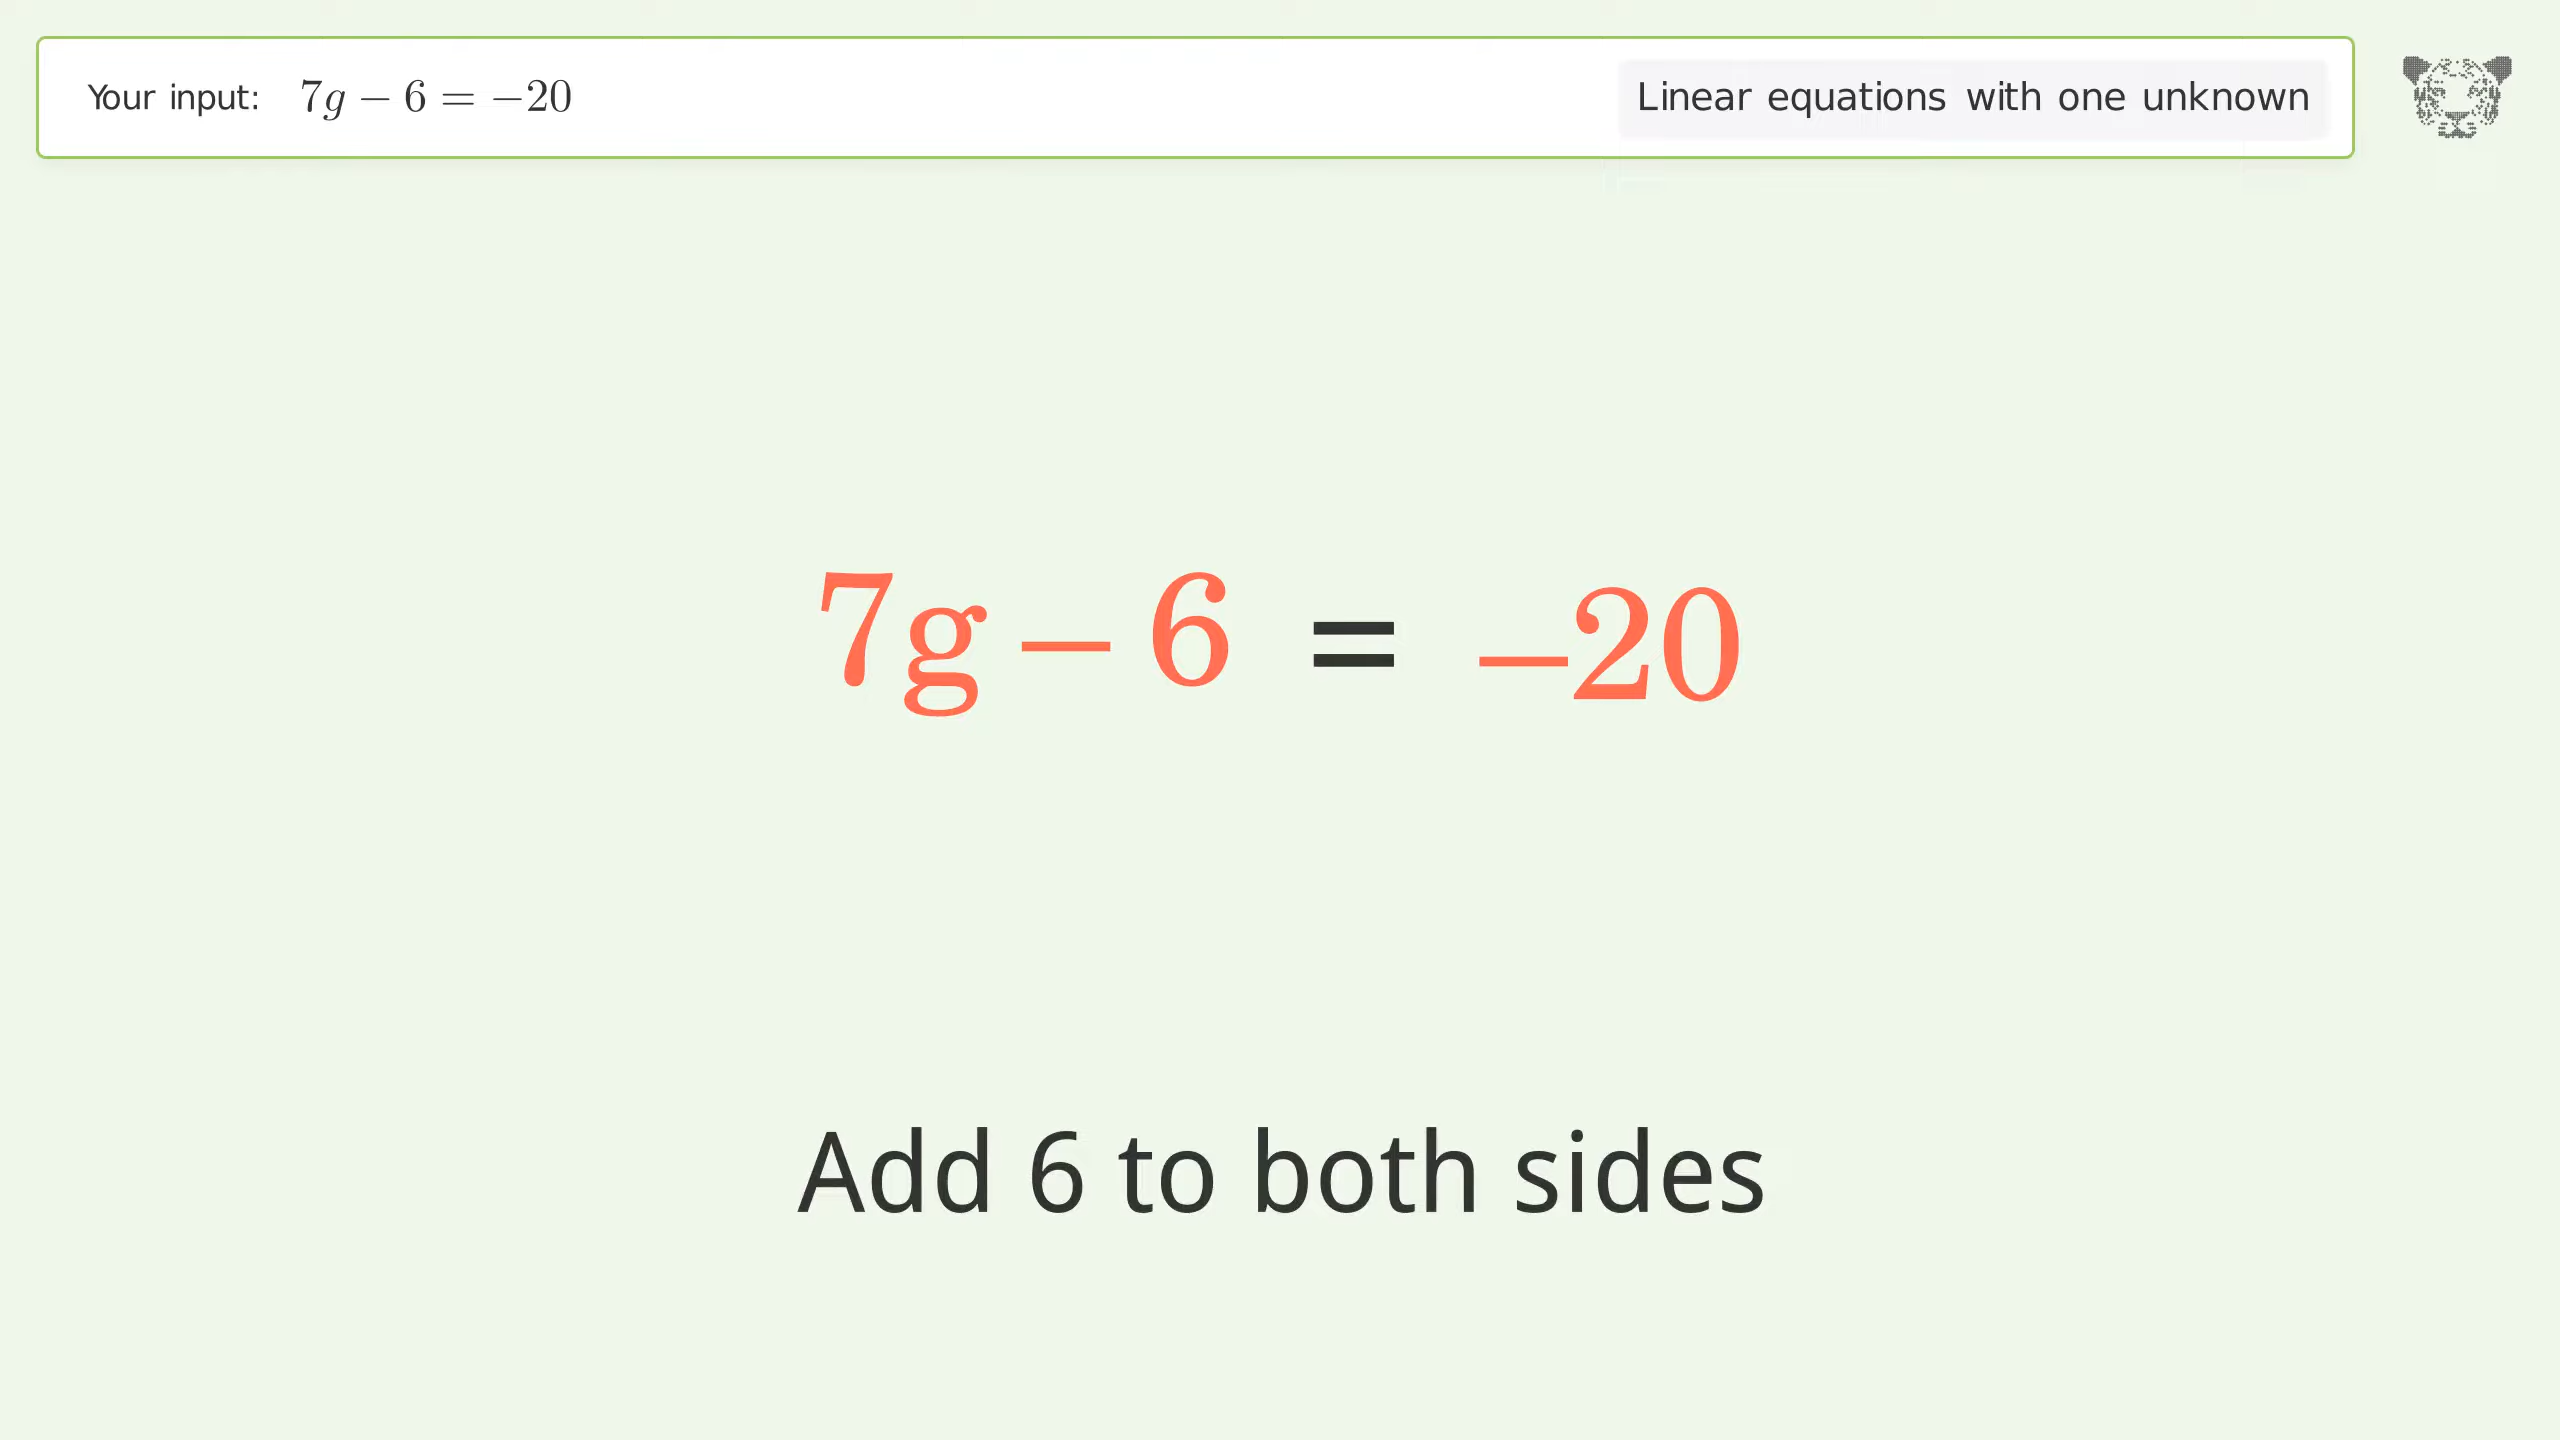 Your input: 7g − 6 = −20
Linear equations with one unknown
7g − 6 = −20
Add 6 to both sides